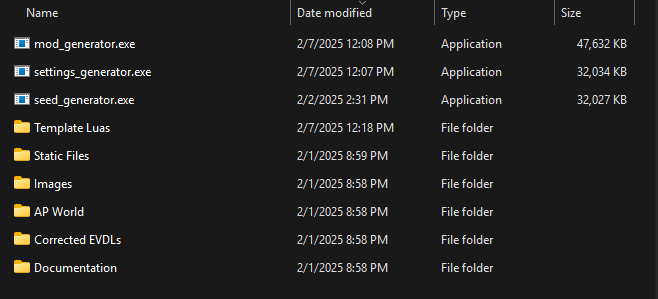 Name Date modified Type Size
mod_generator.exe 2/7/2025 12:08 PM Application 47,632 KB
settings_generator.exe 2/7/2025 12:07 PM Application 32,034 KB
seed_generator.exe 2/2/2025 2:31 PM Application 32,027 KB
Template Luas 2/7/2025 12:18 PM File folder
Static Files 2/1/2025 8:59 PM File folder
Images 2/1/2025 8:58 PM File folder
AP World 2/1/2025 8:58 PM File folder
Corrected EVDLs 2/1/2025 8:58 PM File folder
Documentation 2/1/2025 8:58 PM File folder